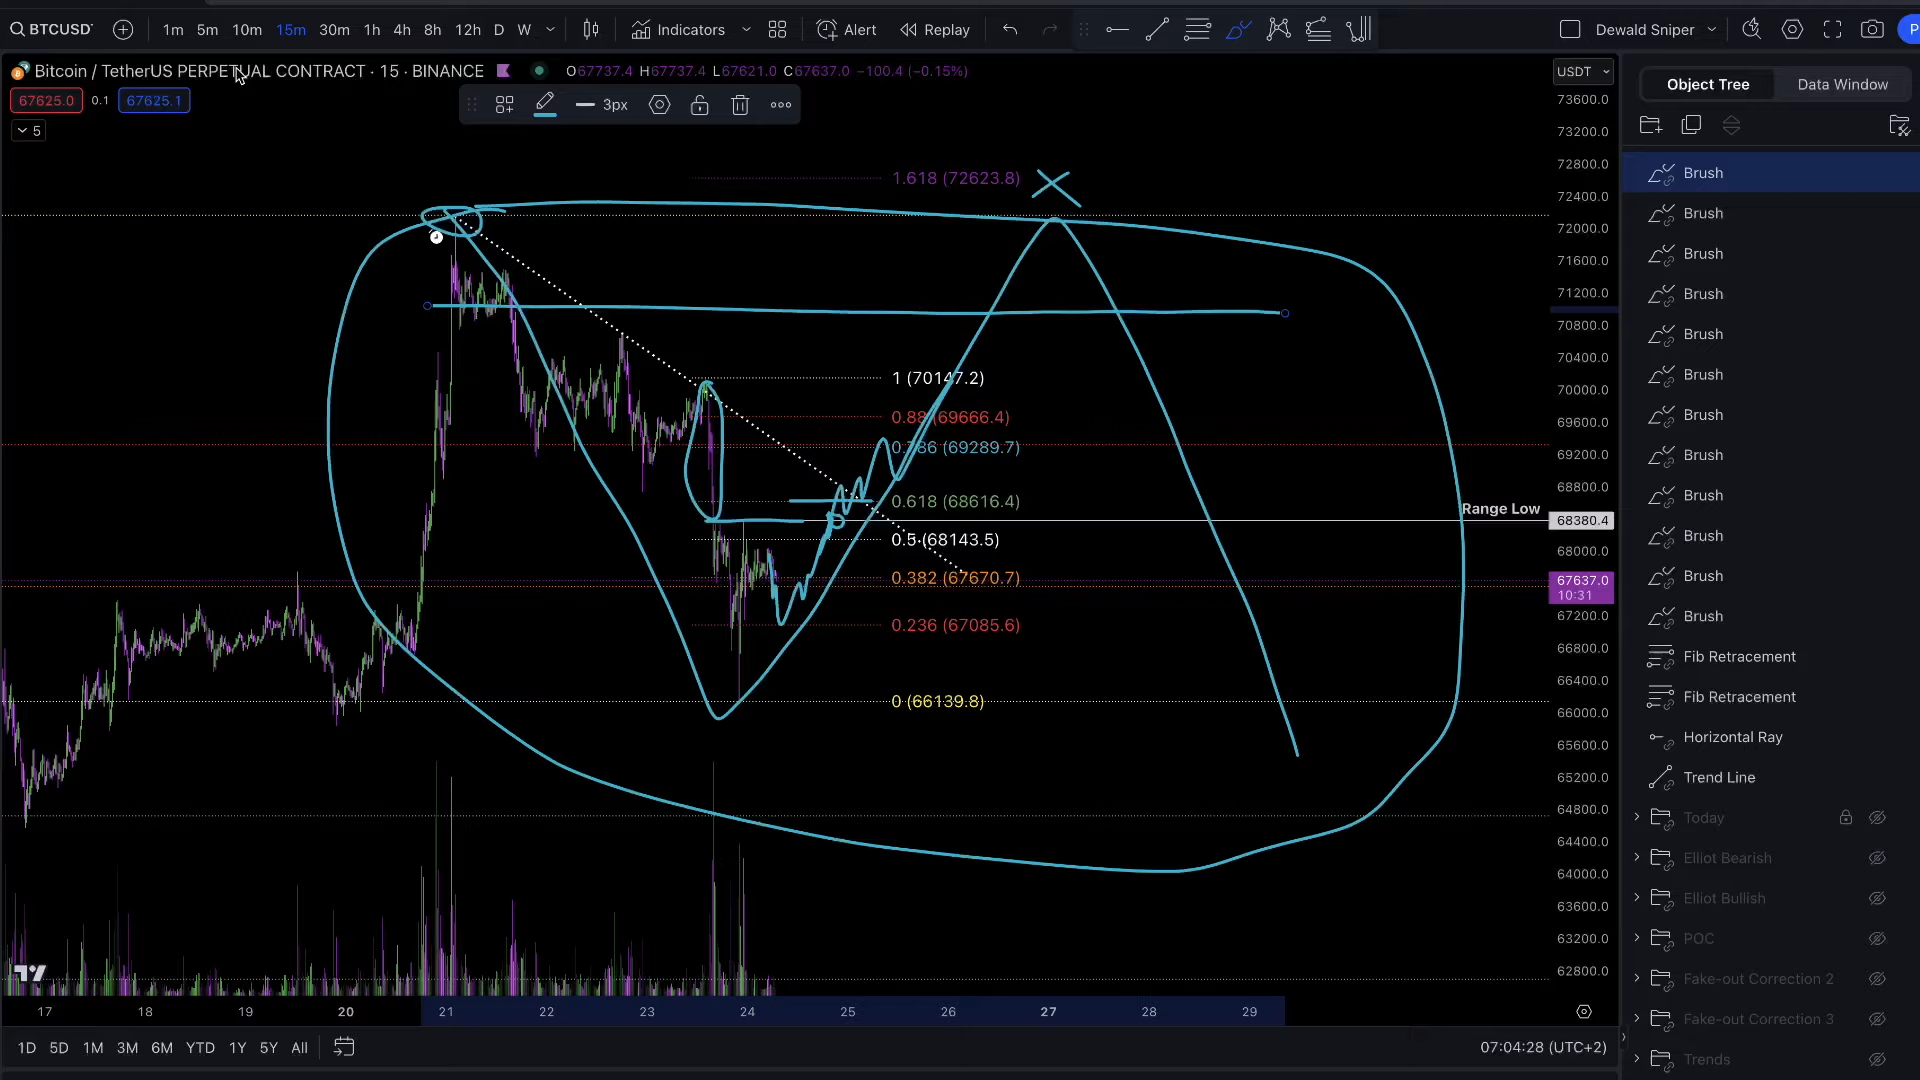 BTCUSD 1m 5m 10m 15m 30m 1h 4h 8h 12h D W Indicators Alert Replay Dewald Sniper P
Bitcoin / TetherUS PERPETUAL CONTRACT · 15 · BINANCE O67737.4 H67737.4 L67621.0 C67637.0 −100.4 (−0.15%) USDT
67625.0 0.1 67625.1
3px
5
1.618 (72623.8)
1 (70147.2)
0.88 (69666.4)
0.786 (69289.7)
0.618 (68616.4)
Range Low 68380.4
0.5 (68143.5)
0.382 (67670.7)
0.236 (67085.6)
0 (66139.8)
73600.0
73200.0
72800.0
72400.0
72000.0
71600.0
71200.0
70800.0
70400.0
70000.0
69600.0
69200.0
68800.0
68000.0
67637.0
10:31
67200.0
66800.0
66400.0
66000.0
65600.0
65200.0
64800.0
64400.0
64000.0
63600.0
63200.0
62800.0
17 18 19 20 21 22 23 24 25 26 27 28 29
1D 5D 1M 3M 6M YTD 1Y 5Y All 07:04:28 (UTC+2)
Object Tree Data Window
Brush
Brush
Brush
Brush
Brush
Brush
Brush
Brush
Brush
Brush
Brush
Brush
Fib Retracement
Fib Retracement
Horizontal Ray
Trend Line
Today
Elliot Bearish
Elliot Bullish
POC
Fake-out Correction 2
Fake-out Correction 3
Trends